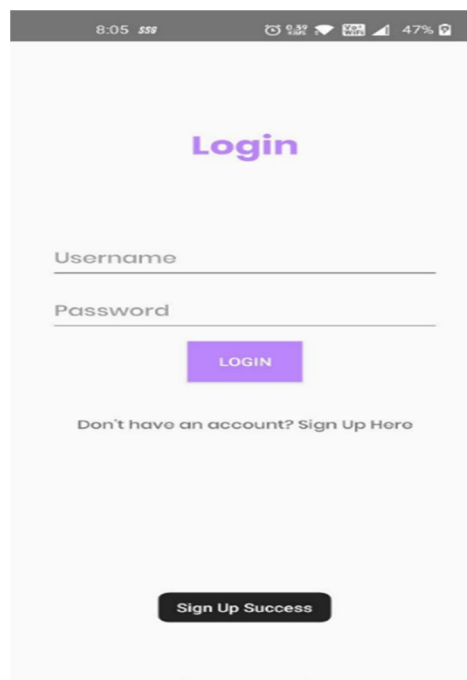 8:05 47%
Login
Username
Password
LOGIN
Don't have an account? Sign Up Here
Sign Up Success